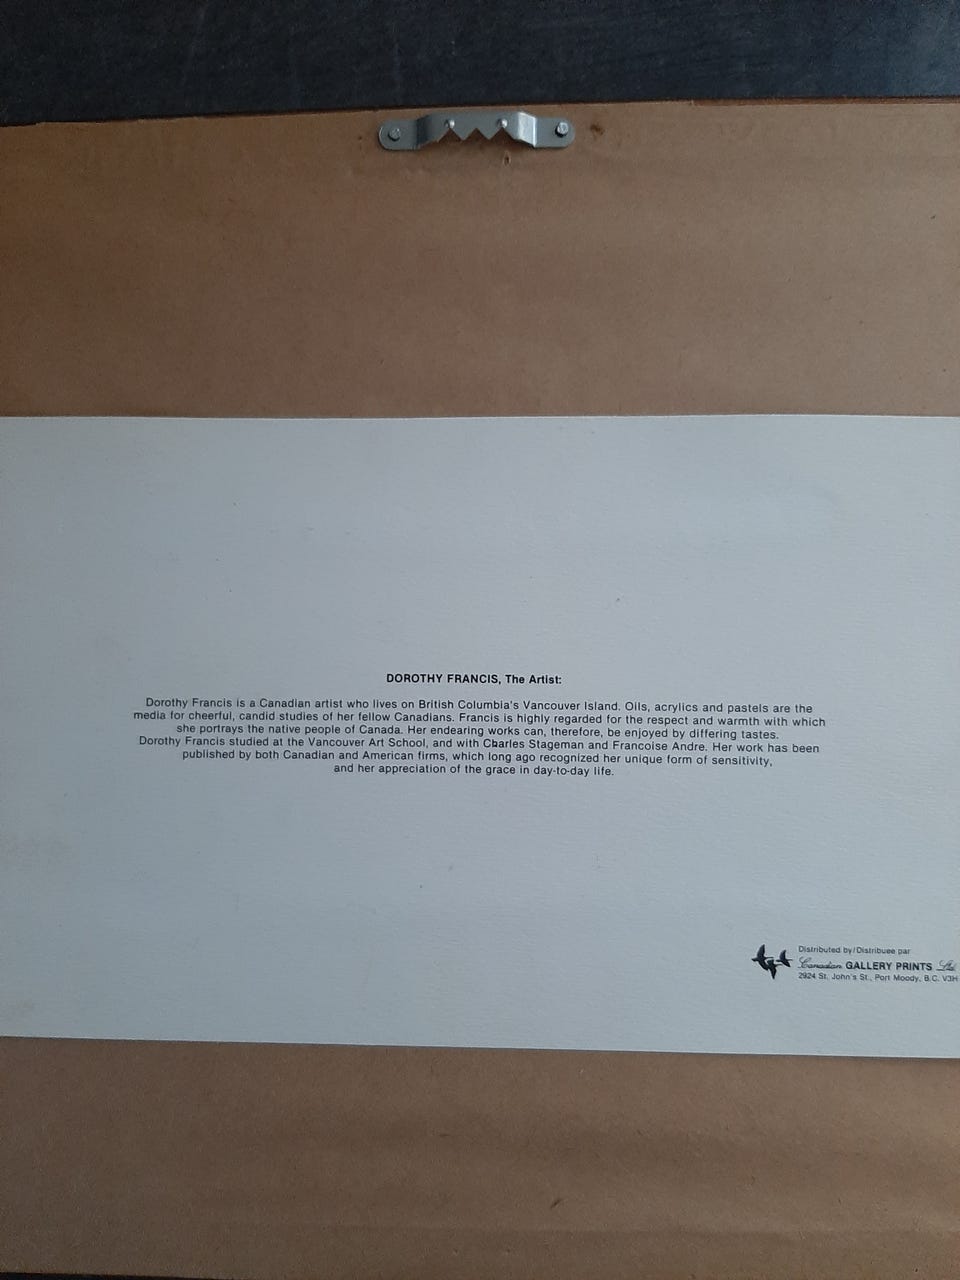 DOROTHY FRANCIS, The Artist:
Dorothy Francis is a Canadian artist who lives on British Columbia's Vancouver Island. Oils, acrylics and pastels are the
media for cheerful, candid studies of her fellow Canadians. Francis is highly regarded for the respect and warmth with which
she portrays the native people of Canada. Her endearing works can, therefore, be enjoyed by differing tastes.
Dorothy Francis studied at the Vancouver Art School, and with Charles Stageman and Francoise Andre. Her work has been
published by both Canadian and American firms, which long ago recognized her unique form of sensitivity,
and her appreciation of the grace in day-to-day life.
Distributed by/Distribuee par
Canadian GALLERY PRINTS Ltd.
2924 St. John's St., Port Moody, B.C. V3H